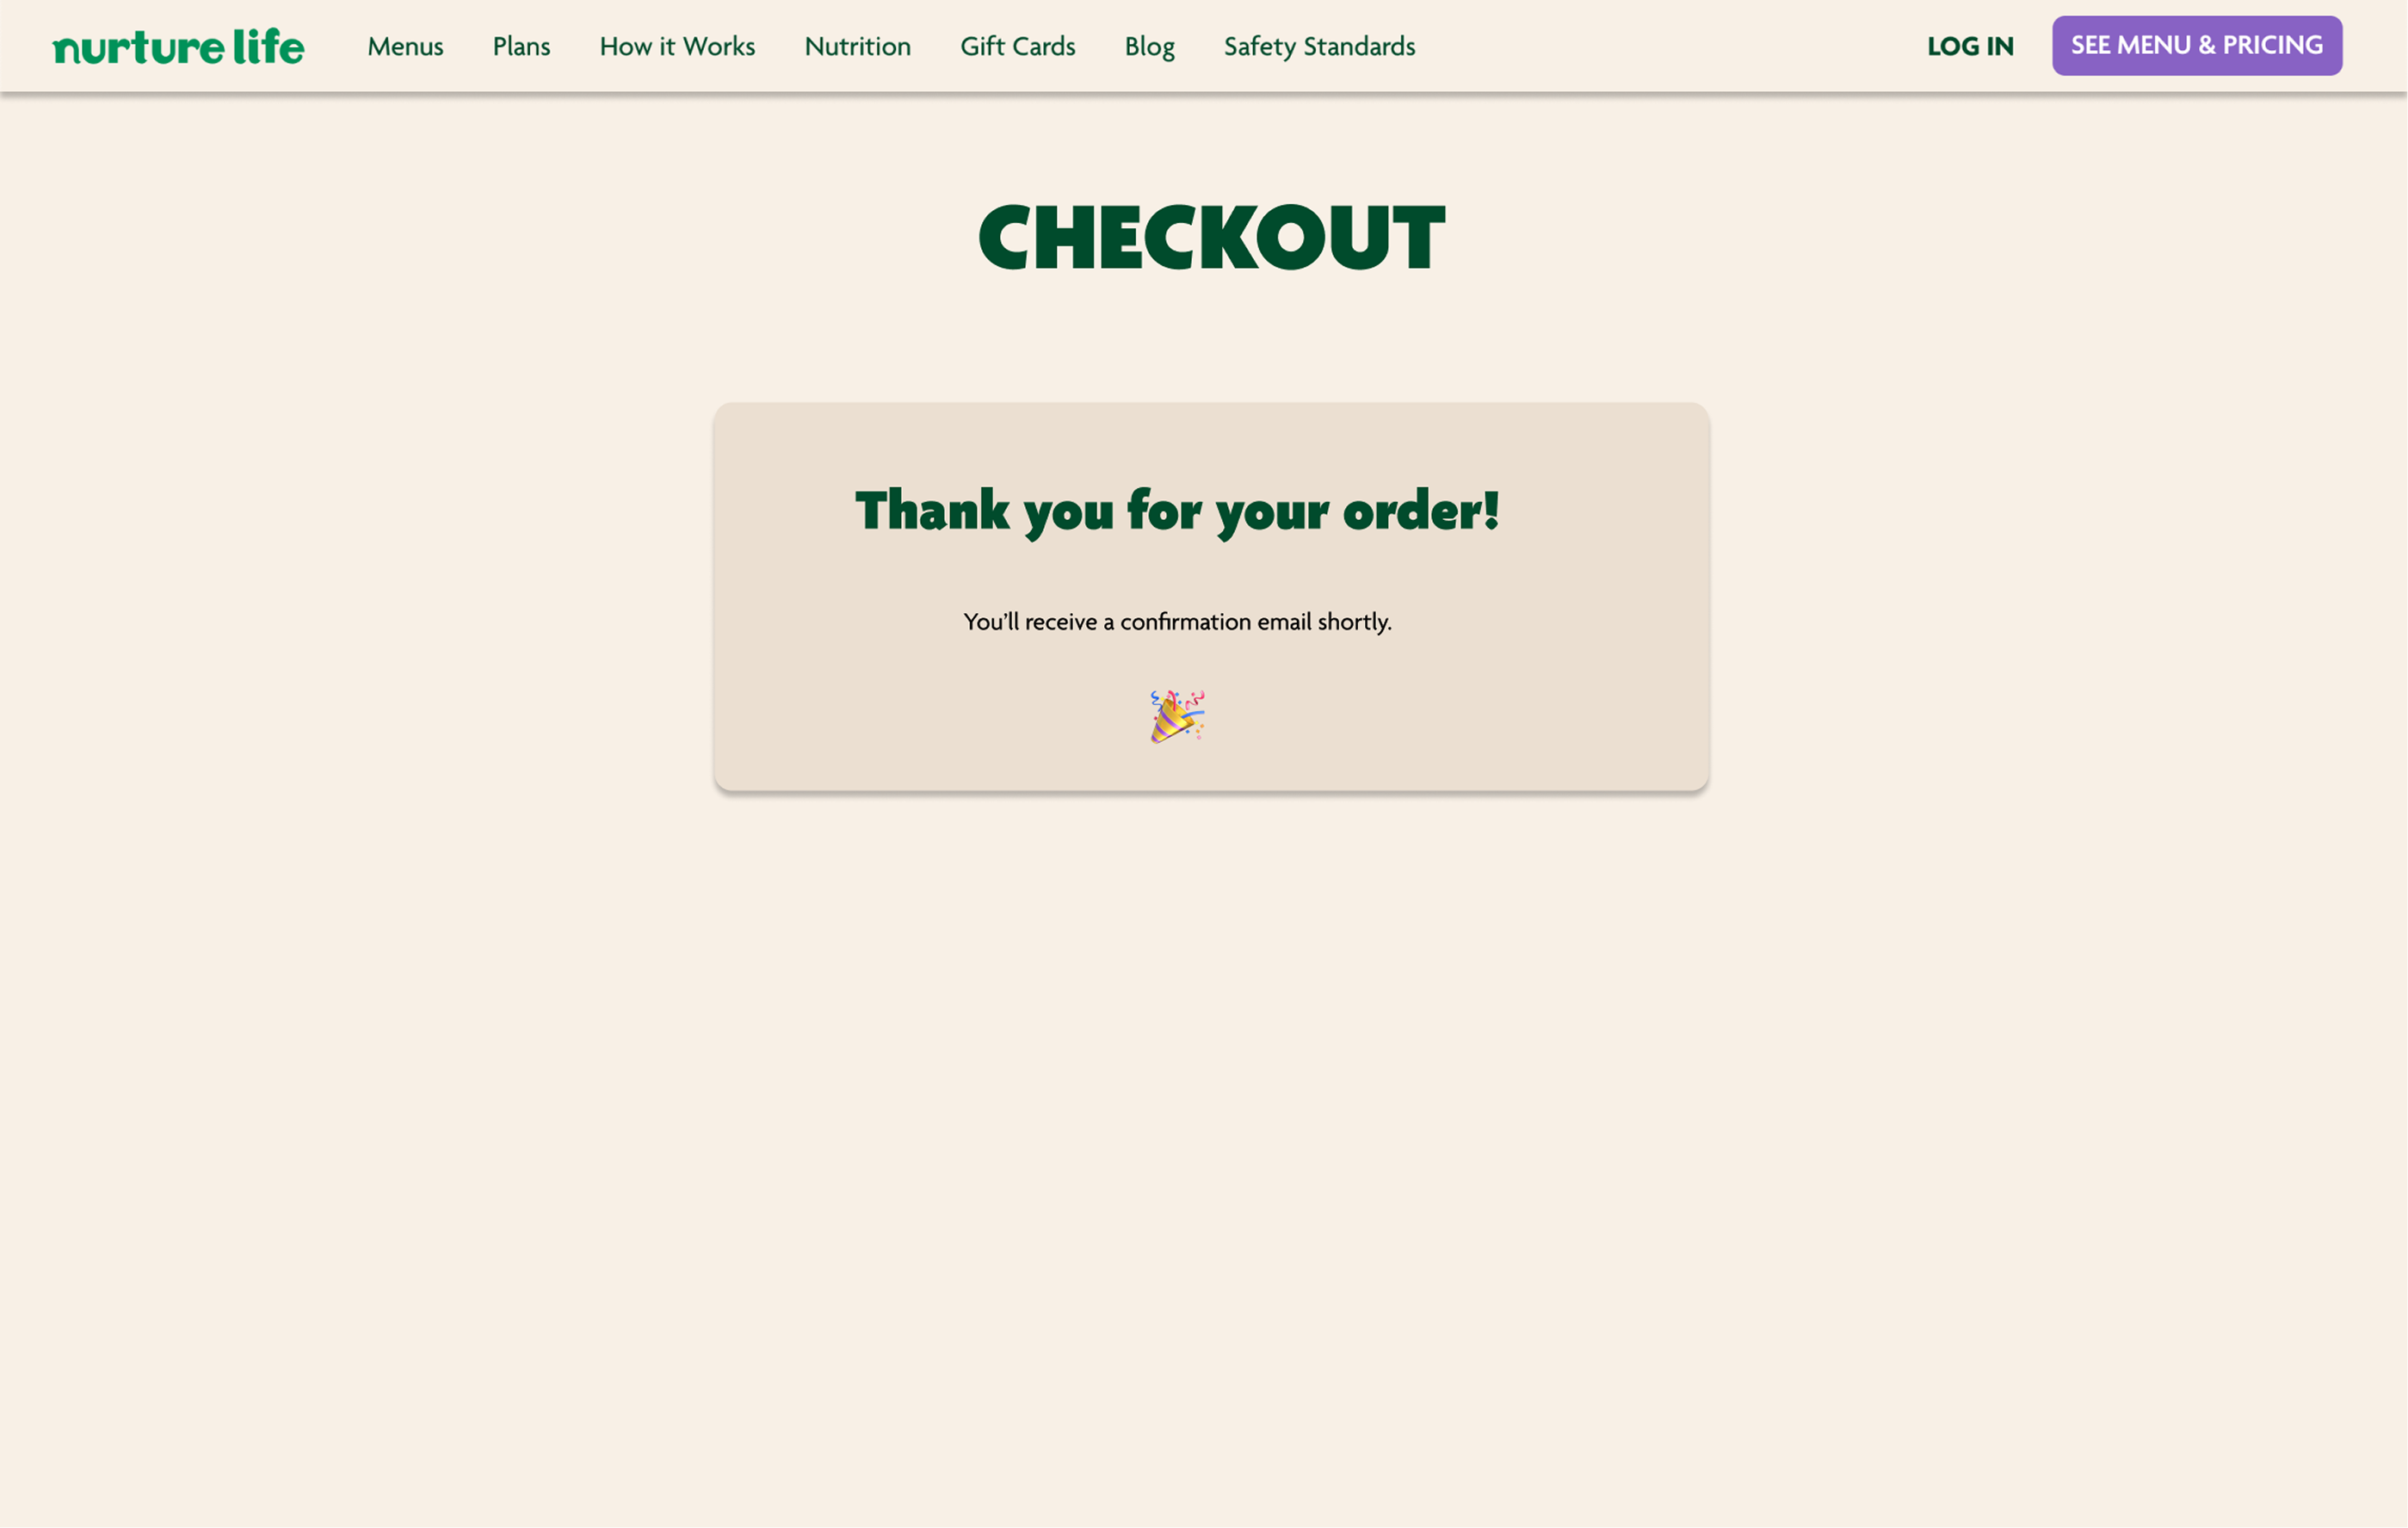 nurture life Menus Plans How it Works Nutrition Gift Cards Blog Safety Standards LOG IN SEE MENU & PRICING
CHECKOUT
Thank you for your order!
You’ll receive a confirmation email shortly.